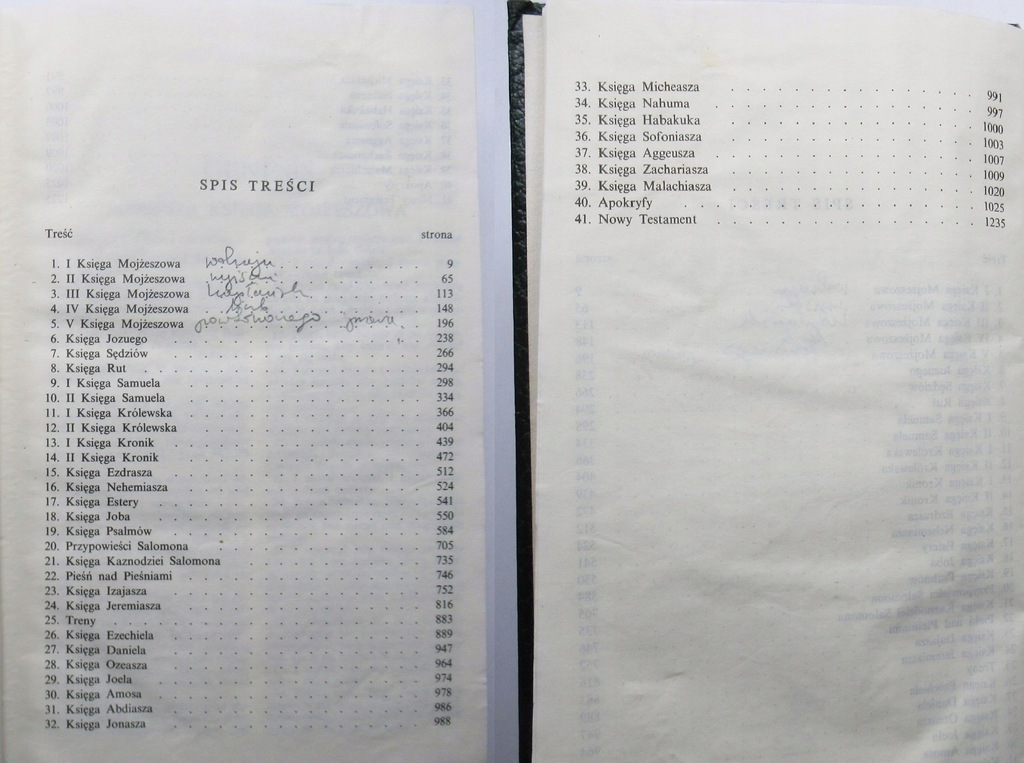 SPIS TREŚCI
Treść strona
1. I Księga Mojżeszowa . . . . . . . . . . 9
2. II Księga Mojżeszowa . . . . . . . . . . 65
3. III Księga Mojżeszowa . . . . . . . . . . 113
4. IV Księga Mojżeszowa . . . . . . . . . . 148
5. V Księga Mojżeszowa powtórzonego . . . . . . . . . . 196
6. Księga Jozuego . . . . . . . . . . 238
7. Księga Sędziów . . . . . . . . . . 266
8. Księga Rut . . . . . . . . . . 294
9. I Księga Samuela . . . . . . . . . . 298
10. II Księga Samuela . . . . . . . . . . 334
11. I Księga Królewska . . . . . . . . . . 366
12. II Księga Królewska . . . . . . . . . . 404
13. I Księga Kronik . . . . . . . . . . 439
14. II Księga Kronik . . . . . . . . . . 472
15. Księga Ezdrasza . . . . . . . . . . 512
16. Księga Nehemiasza . . . . . . . . . . 524
17. Księga Estery . . . . . . . . . . 541
18. Księga Joba . . . . . . . . . . 550
19. Księga Psalmów . . . . . . . . . . 584
20. Przypowieści Salomona . . . . . . . . . . 705
21. Księga Kaznodziei Salomona . . . . . . . . . . 735
22. Pieśń nad Pieśniami . . . . . . . . . . 746
23. Księga Izajasza . . . . . . . . . . 752
24. Księga Jeremiasza . . . . . . . . . . 816
25. Treny . . . . . . . . . . 883
26. Księga Ezechiela . . . . . . . . . . 889
27. Księga Daniela . . . . . . . . . . 947
28. Księga Ozeasza . . . . . . . . . . 964
29. Księga Joela . . . . . . . . . . 974
30. Księga Amosa . . . . . . . . . . 978
31. Księga Abdiasza . . . . . . . . . . 986
32. Księga Jonasza . . . . . . . . . . 988
33. Księga Micheasza . . . . . . . . . . 991
34. Księga Nahuma . . . . . . . . . . 997
35. Księga Habakuka . . . . . . . . . . 1000
36. Księga Sofoniasza . . . . . . . . . . 1003
37. Księga Aggeusza . . . . . . . . . . 1007
38. Księga Zachariasza . . . . . . . . . . 1009
39. Księga Malachiasza . . . . . . . . . . 1020
40. Apokryfy . . . . . . . . . . 1025
41. Nowy Testament . . . . . . . . . . 1235